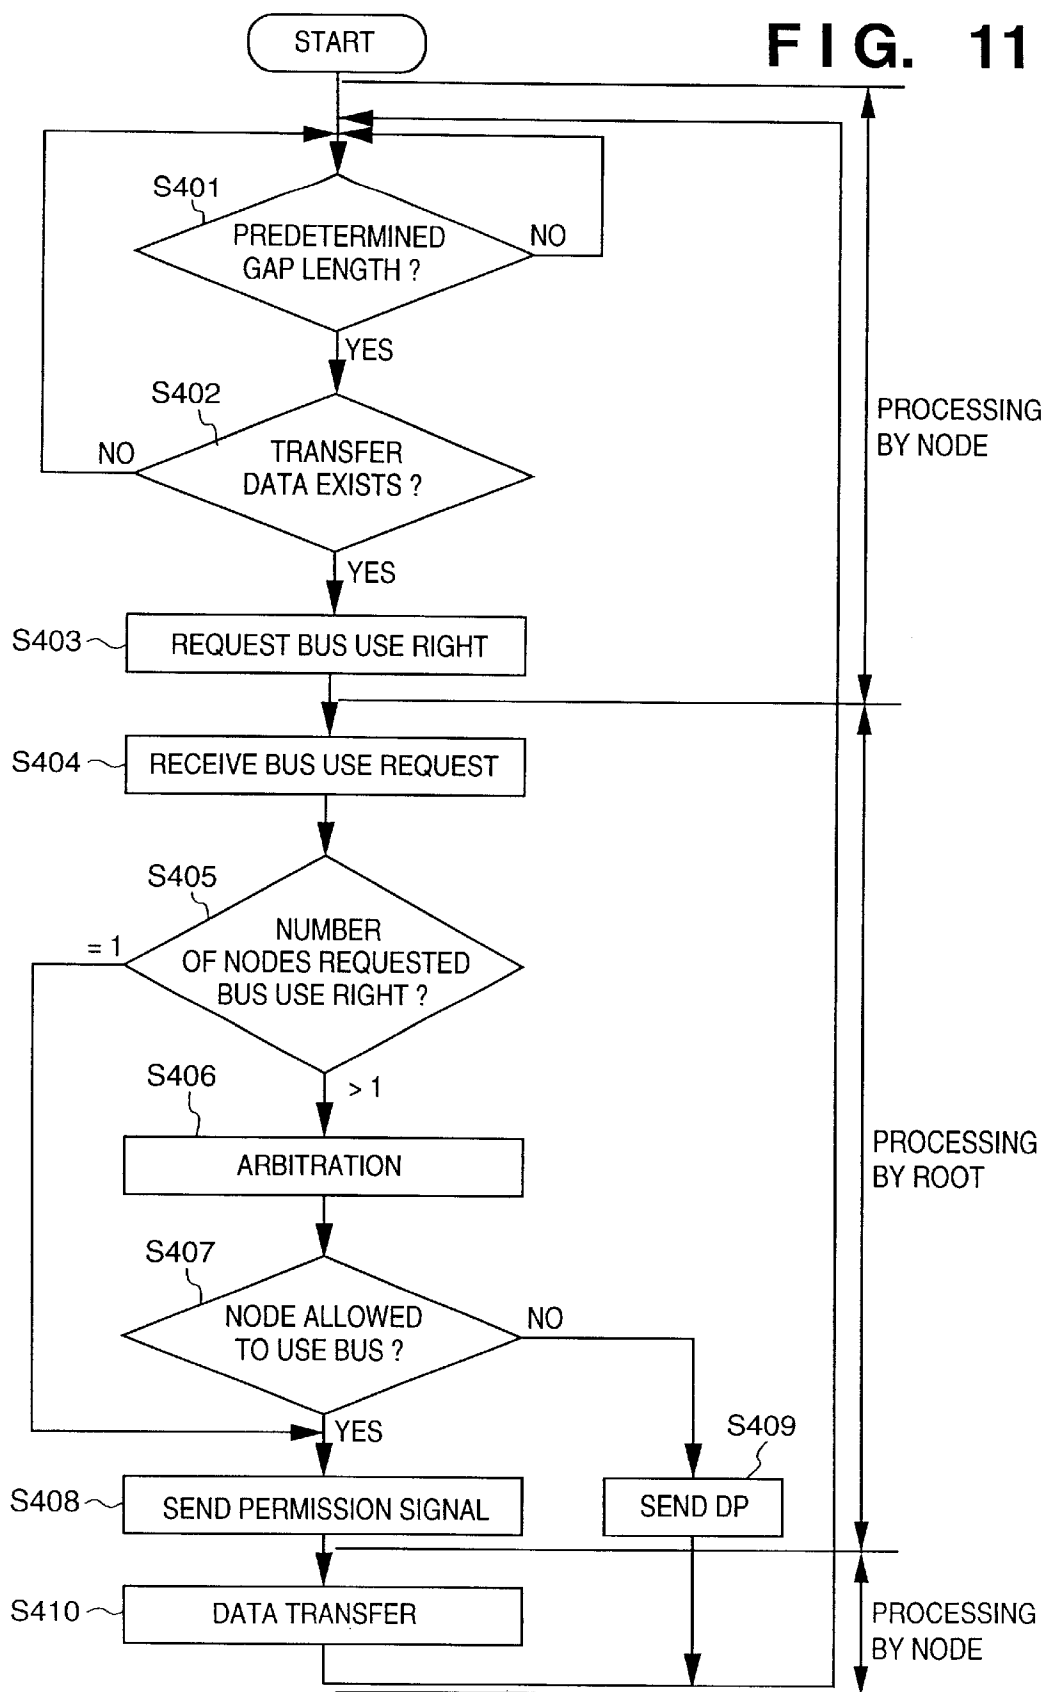 START
FIG. 11
S401
PREDETERMINED
GAP LENGTH ?
NO
YES
S402
NO
TRANSFER
DATA EXISTS ?
PROCESSING
BY NODE
YES
S403
REQUEST BUS USE RIGHT
S404
RECEIVE BUS USE REQUEST
S405
= 1
NUMBER
OF NODES REQUESTED
BUS USE RIGHT ?
S406
> 1
ARBITRATION
PROCESSING
BY ROOT
S407
NODE ALLOWED
TO USE BUS ?
NO
YES
S409
S408
SEND PERMISSION SIGNAL
SEND DP
S410
DATA TRANSFER
PROCESSING
BY NODE